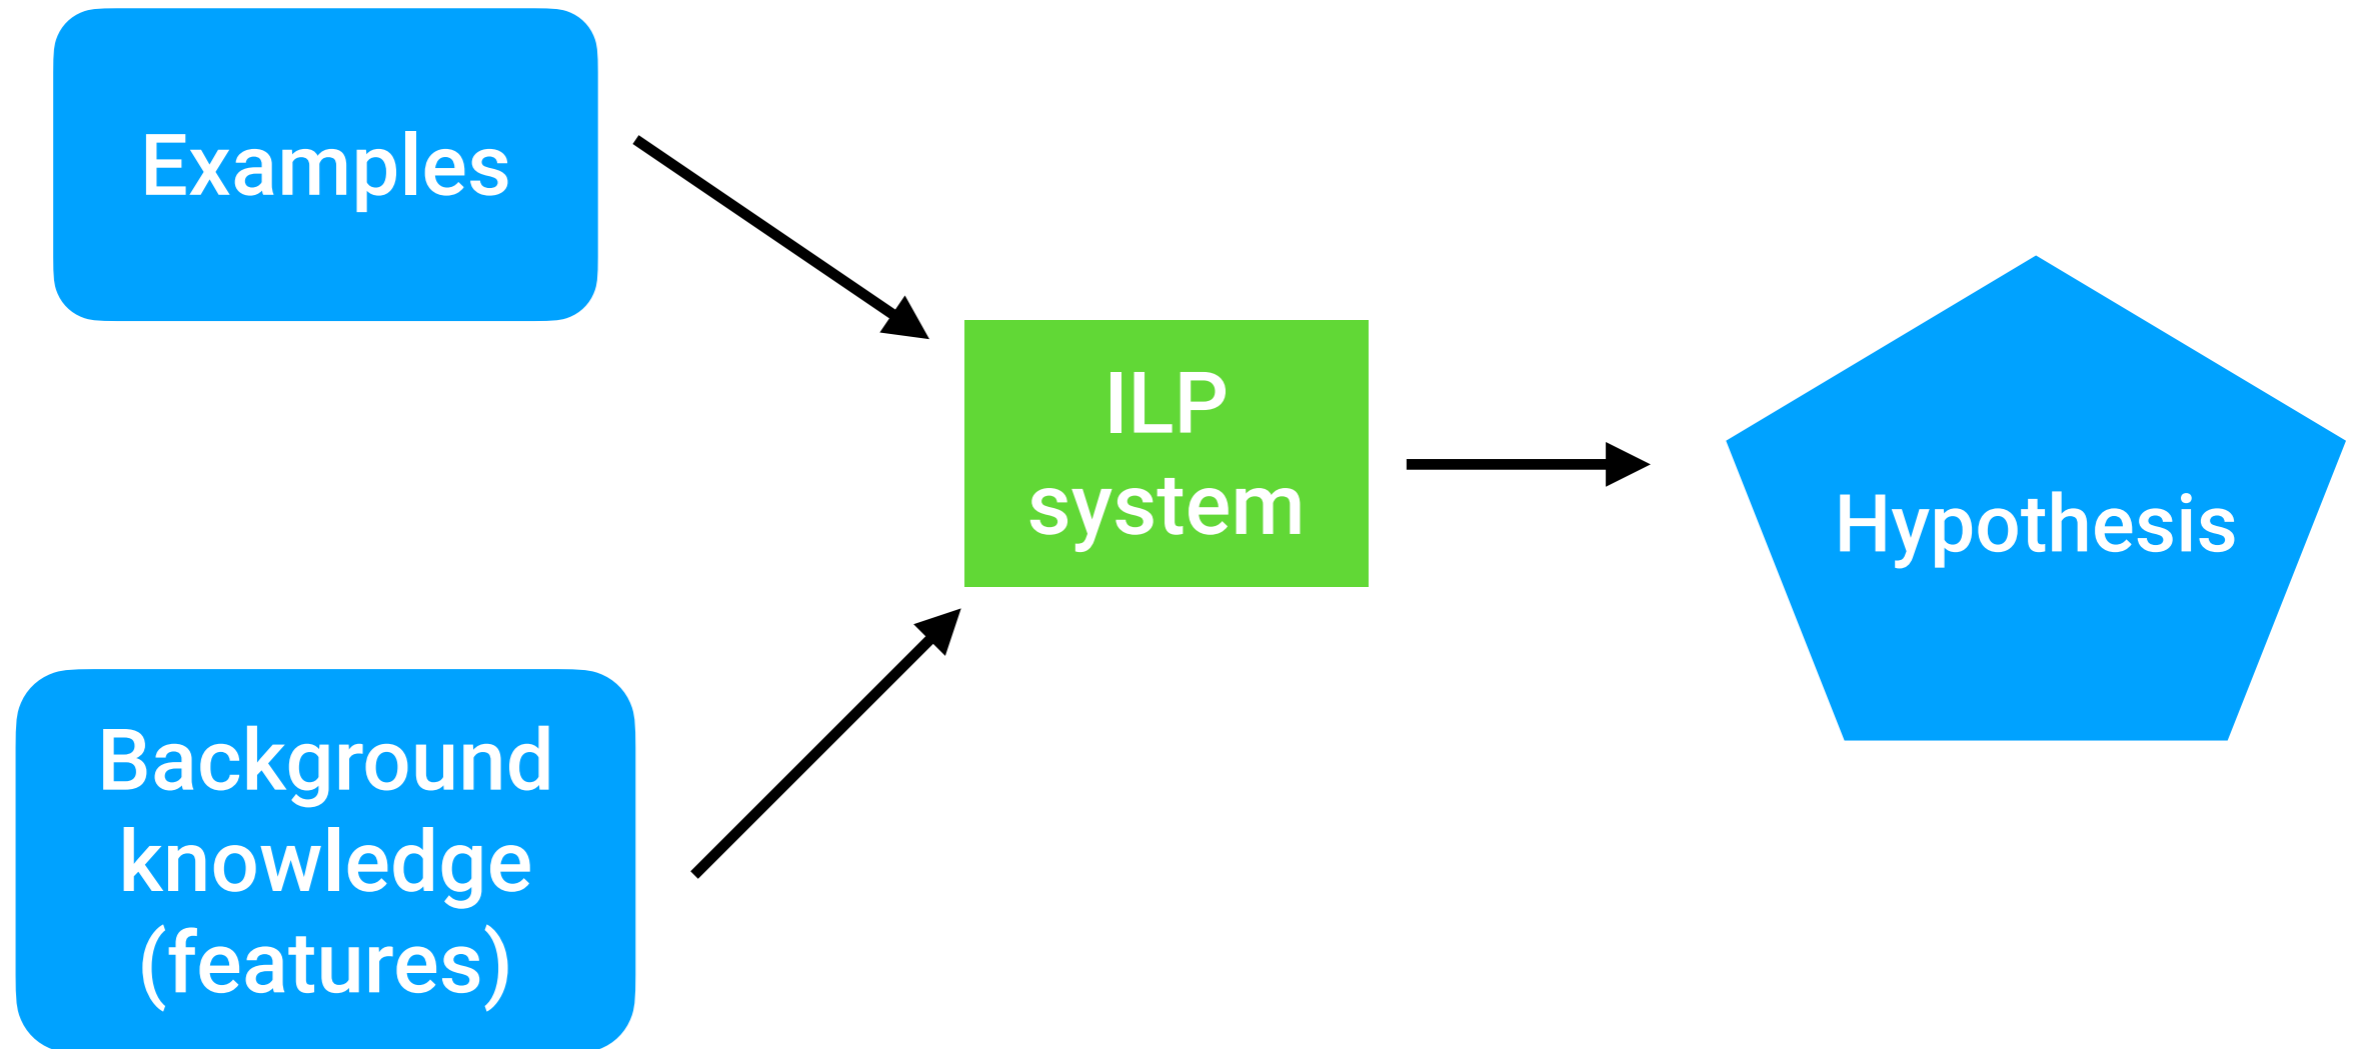 Examples
ILP
system
Hypothesis
Background
knowledge
(features)